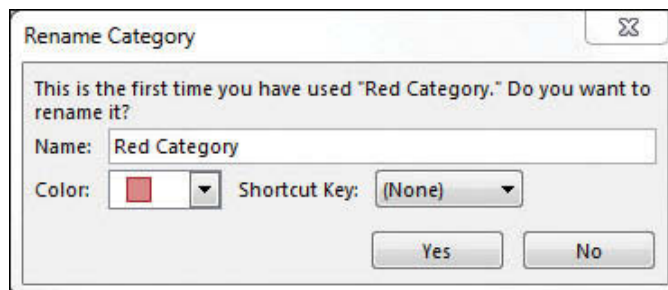 Rename Category
This is the first time you have used "Red Category." Do you want to
rename it?
Name: Red Category
Color: Shortcut Key: (None)
Yes No